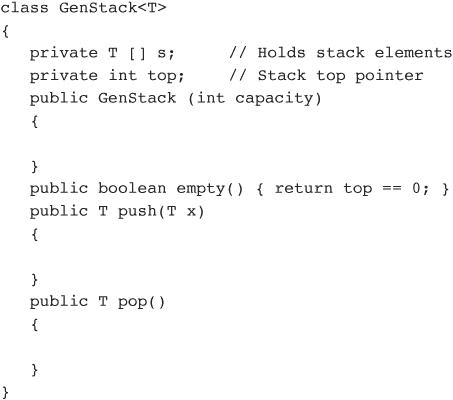 class GenStack<T>
{
   private T [] s;      // Holds stack elements
   private int top;     // Stack top pointer
   public GenStack (int capacity)
   {

   }
   public boolean empty() { return top == 0; }
   public T push(T x)
   {

   }
   public T pop()
   {

   }
}